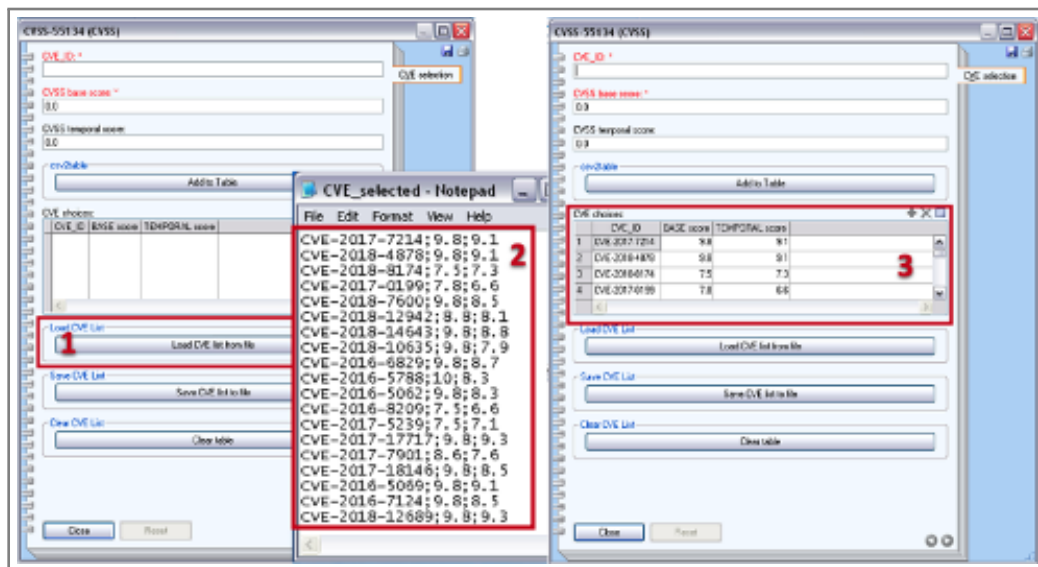 CVSS-55134 (CVSS)
CVE_ID: *
CVE selection
CVSS base score: *
0.0
CVSS temporal score:
0.0
csv2table
Add to Table
CVE choices:
CVE_ID BASE score TEMPORAL score
Load CVE List
1
Load CVE list from file
Save CVE List
Save CVE list to file
Clear CVE List
Clear table
Close Reset
CVE_selected - Notepad
File Edit Format View Help
CVE-2017-7214;9.8;9.1
2
CVE-2018-4878;9.8;9.1
CVE-2018-8174;7.5;7.3
CVE-2017-0199;7.8;6.6
CVE-2018-7600;9.8;8.5
CVE-2018-12942;8.8;8.1
CVE-2018-14643;9.8;8.8
CVE-2018-10635;9.8;7.9
CVE-2016-6829;9.8;8.7
CVE-2016-5788;10;8.3
CVE-2016-5062;9.8;8.3
CVE-2016-8209;7.5;6.6
CVE-2017-5239;7.5;7.1
CVE-2017-17717;9.8;9.3
CVE-2017-7901;8.6;7.6
CVE-2017-18146;9.8;8.5
CVE-2016-5069;9.8;9.1
CVE-2016-7124;9.8;8.5
CVE-2018-12689;9.8;9.3
CVSS-55134 (CVSS)
CVE_ID: *
CVE selection
CVSS base score: *
0.0
CVSS temporal score:
0.0
csv2table
Add to Table
CVE choices:
CVE_ID BASE score TEMPORAL score
1 CVE-2017-7214 9.8 9.1
2 CVE-2018-4878 9.8 9.1
3 CVE-2018-8174 7.5 7.3
3
4 CVE-2017-0199 7.8 6.6
Load CVE List
Load CVE list from file
Save CVE List
Save CVE list to file
Clear CVE List
Clear table
Close Reset